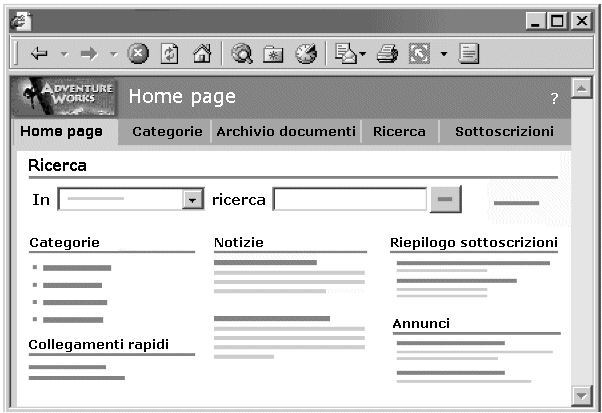 ADVENTURE
WORKS
Home page
?
Home page Categorie Archivio documenti Ricerca Sottoscrizioni
Ricerca
In ricerca
Categorie Notizie Riepilogo sottoscrizioni
Annunci
Collegamenti rapidi